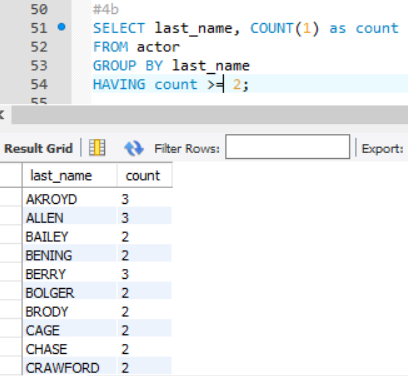 50 #4b
51 SELECT last_name, COUNT(1) as count
52 FROM actor
53 GROUP BY last_name
54 HAVING count >= 2;
55
Result Grid Filter Rows: Export:
last_name count
AKROYD 3
ALLEN 3
BAILEY 2
BENING 2
BERRY 3
BOLGER 2
BRODY 2
CAGE 2
CHASE 2
CRAWFORD 2